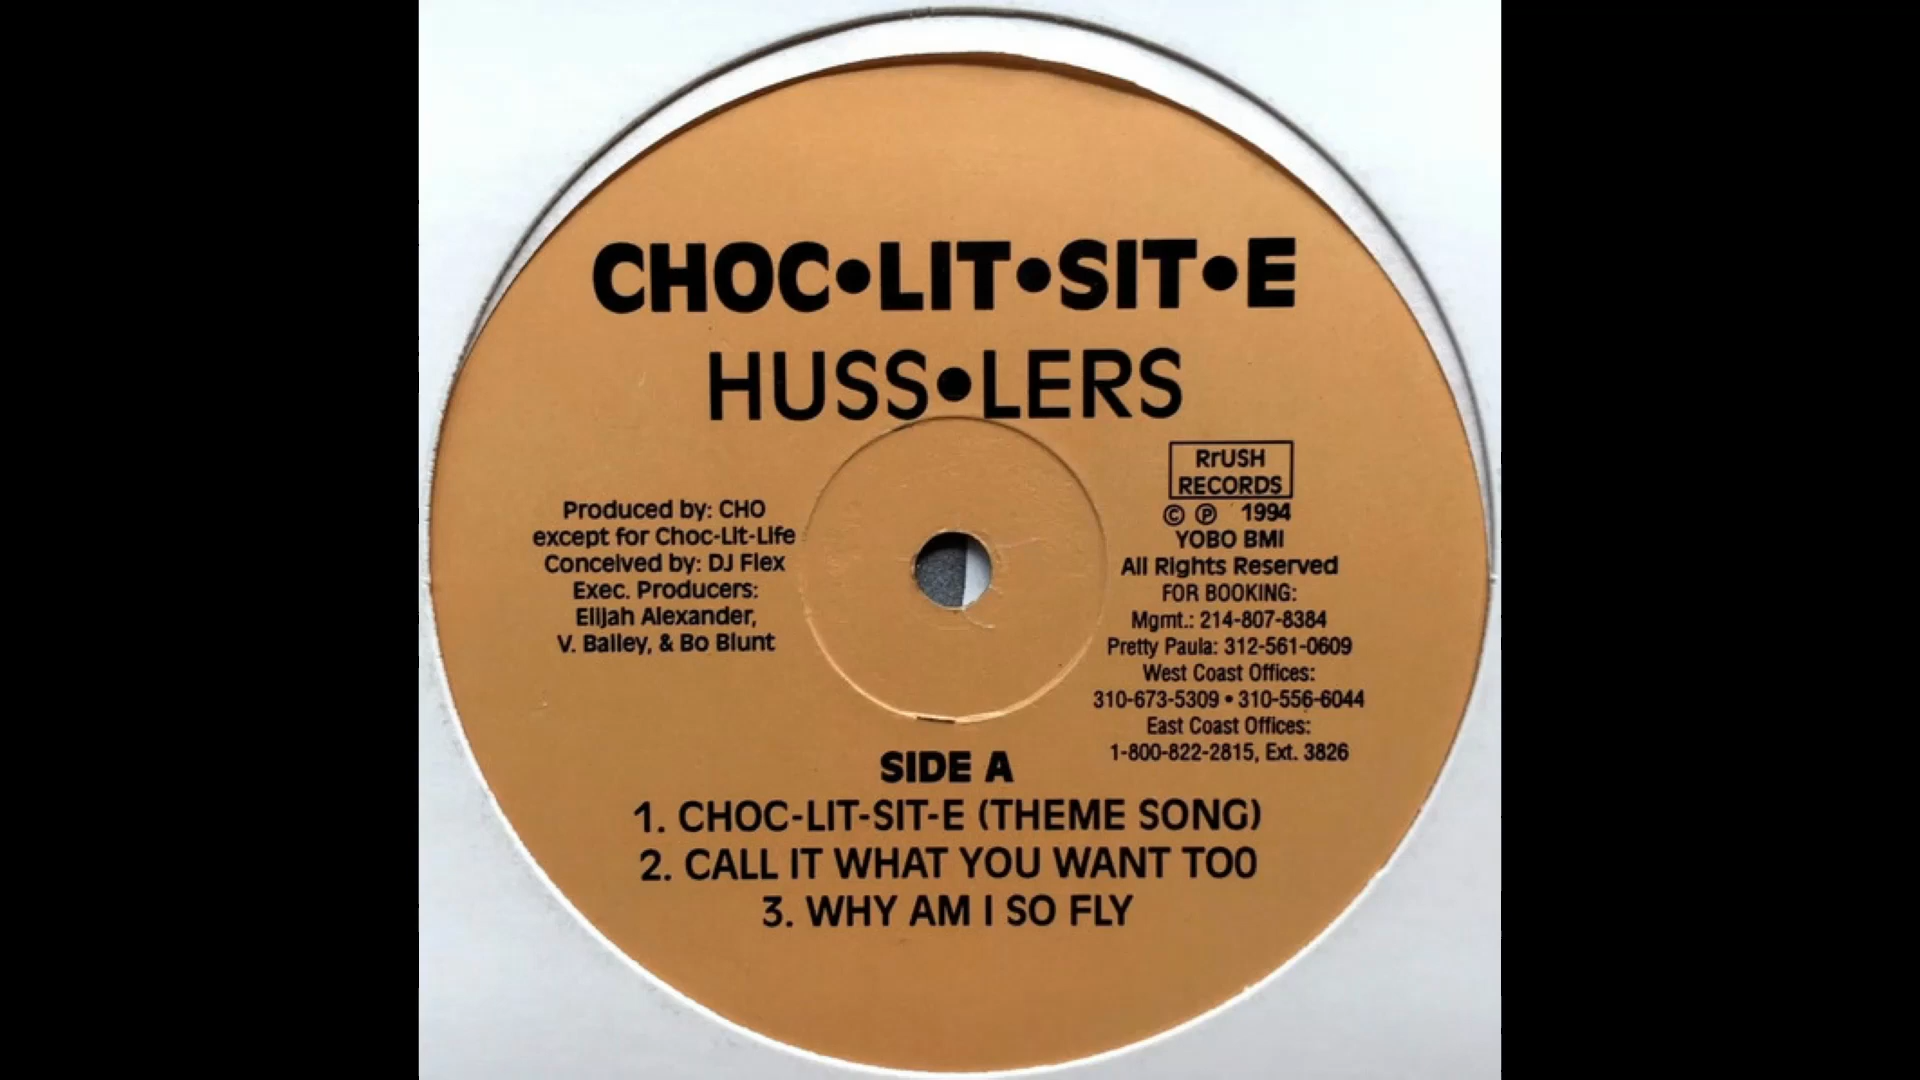 CHOC•LIT•SIT•E
HUSS•LERS
RrUSH
RECORDS
© ℗ 1994
YOBO BMI
All Rights Reserved
FOR BOOKING:
Mgmt.: 214-807-8384
Pretty Paula: 312-561-0609
West Coast Offices:
310-673-5309 • 310-556-6044
East Coast Offices:
1-800-822-2815, Ext. 3826
Produced by: CHO
except for Choc-Lit-Life
Conceived by: DJ Flex
Exec. Producers:
Elijah Alexander,
V. Bailey, & Bo Blunt
SIDE A
1. CHOC-LIT-SIT-E (THEME SONG)
2. CALL IT WHAT YOU WANT TOO
3. WHY AM I SO FLY